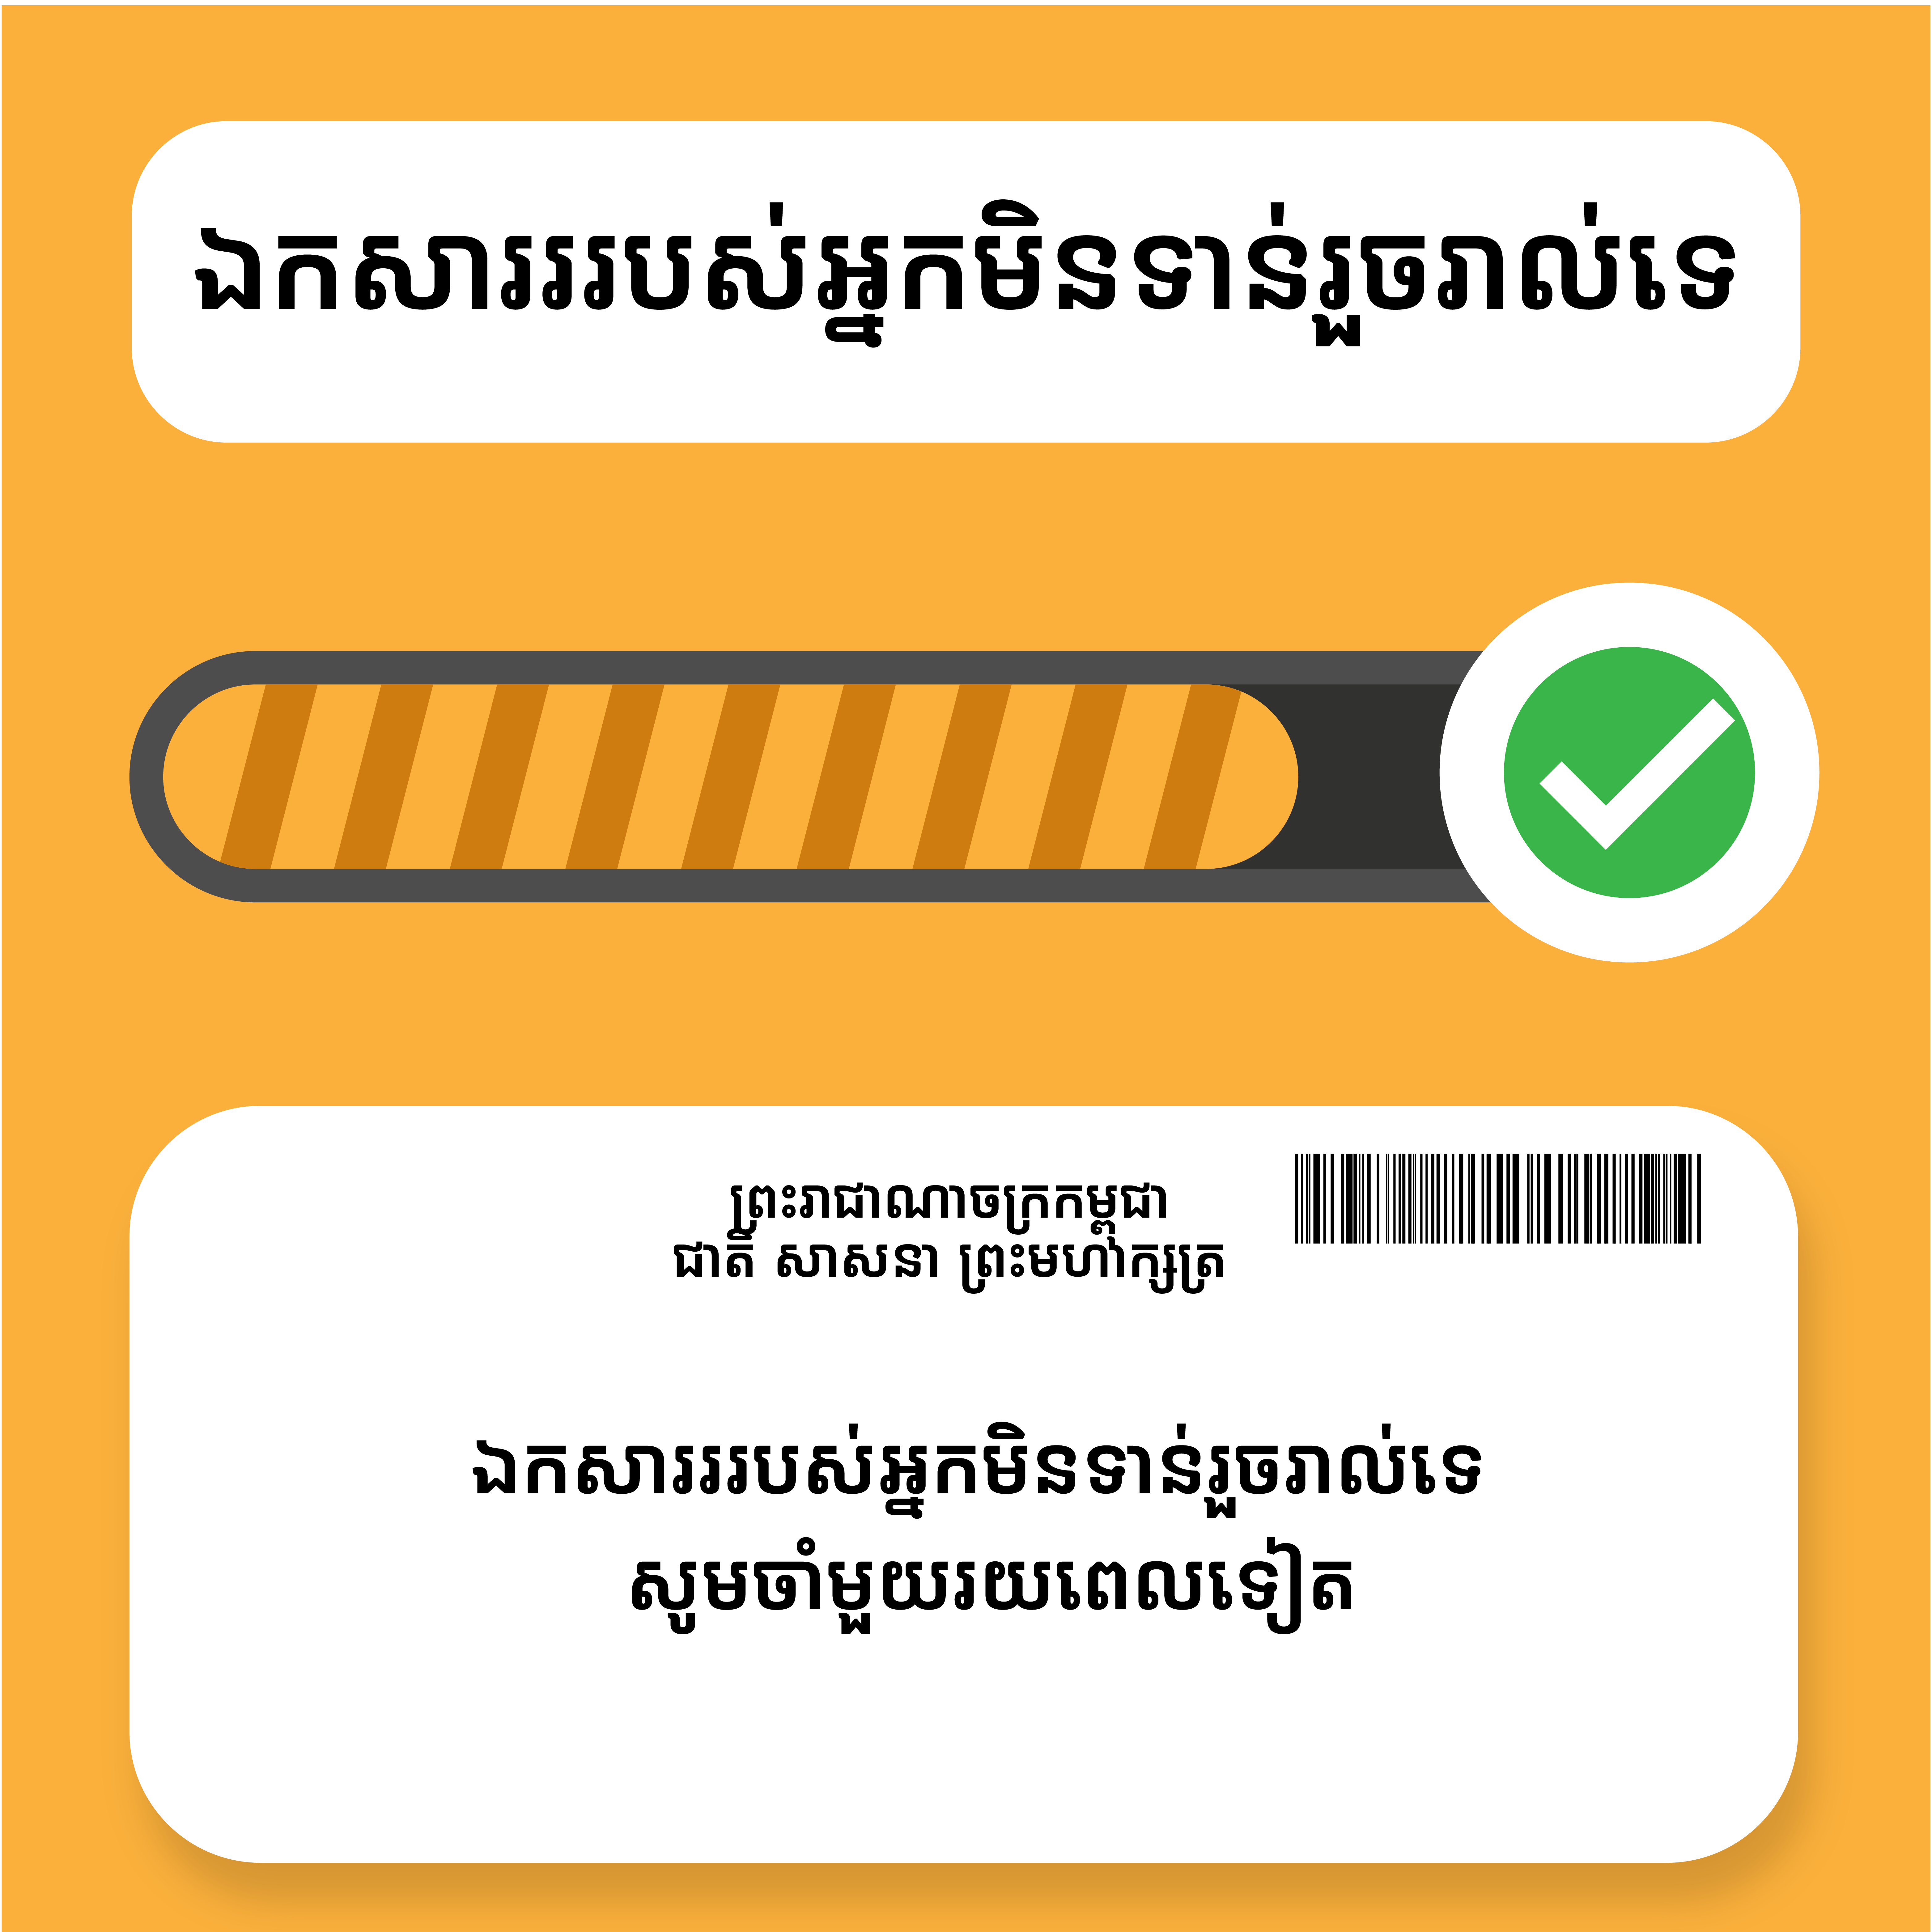 ឯកសាររបស់អ្នកមិនទាន់រួចរាល់ទេ
ព្រះរាជាណាចក្រកម្ពុជា
ជាតិ សាសនា ព្រះមហាក្សត្រ
ឯកសាររបស់អ្នកមិនទាន់រួចរាល់ទេ
សូមចាំមួយរយពេលទៀត